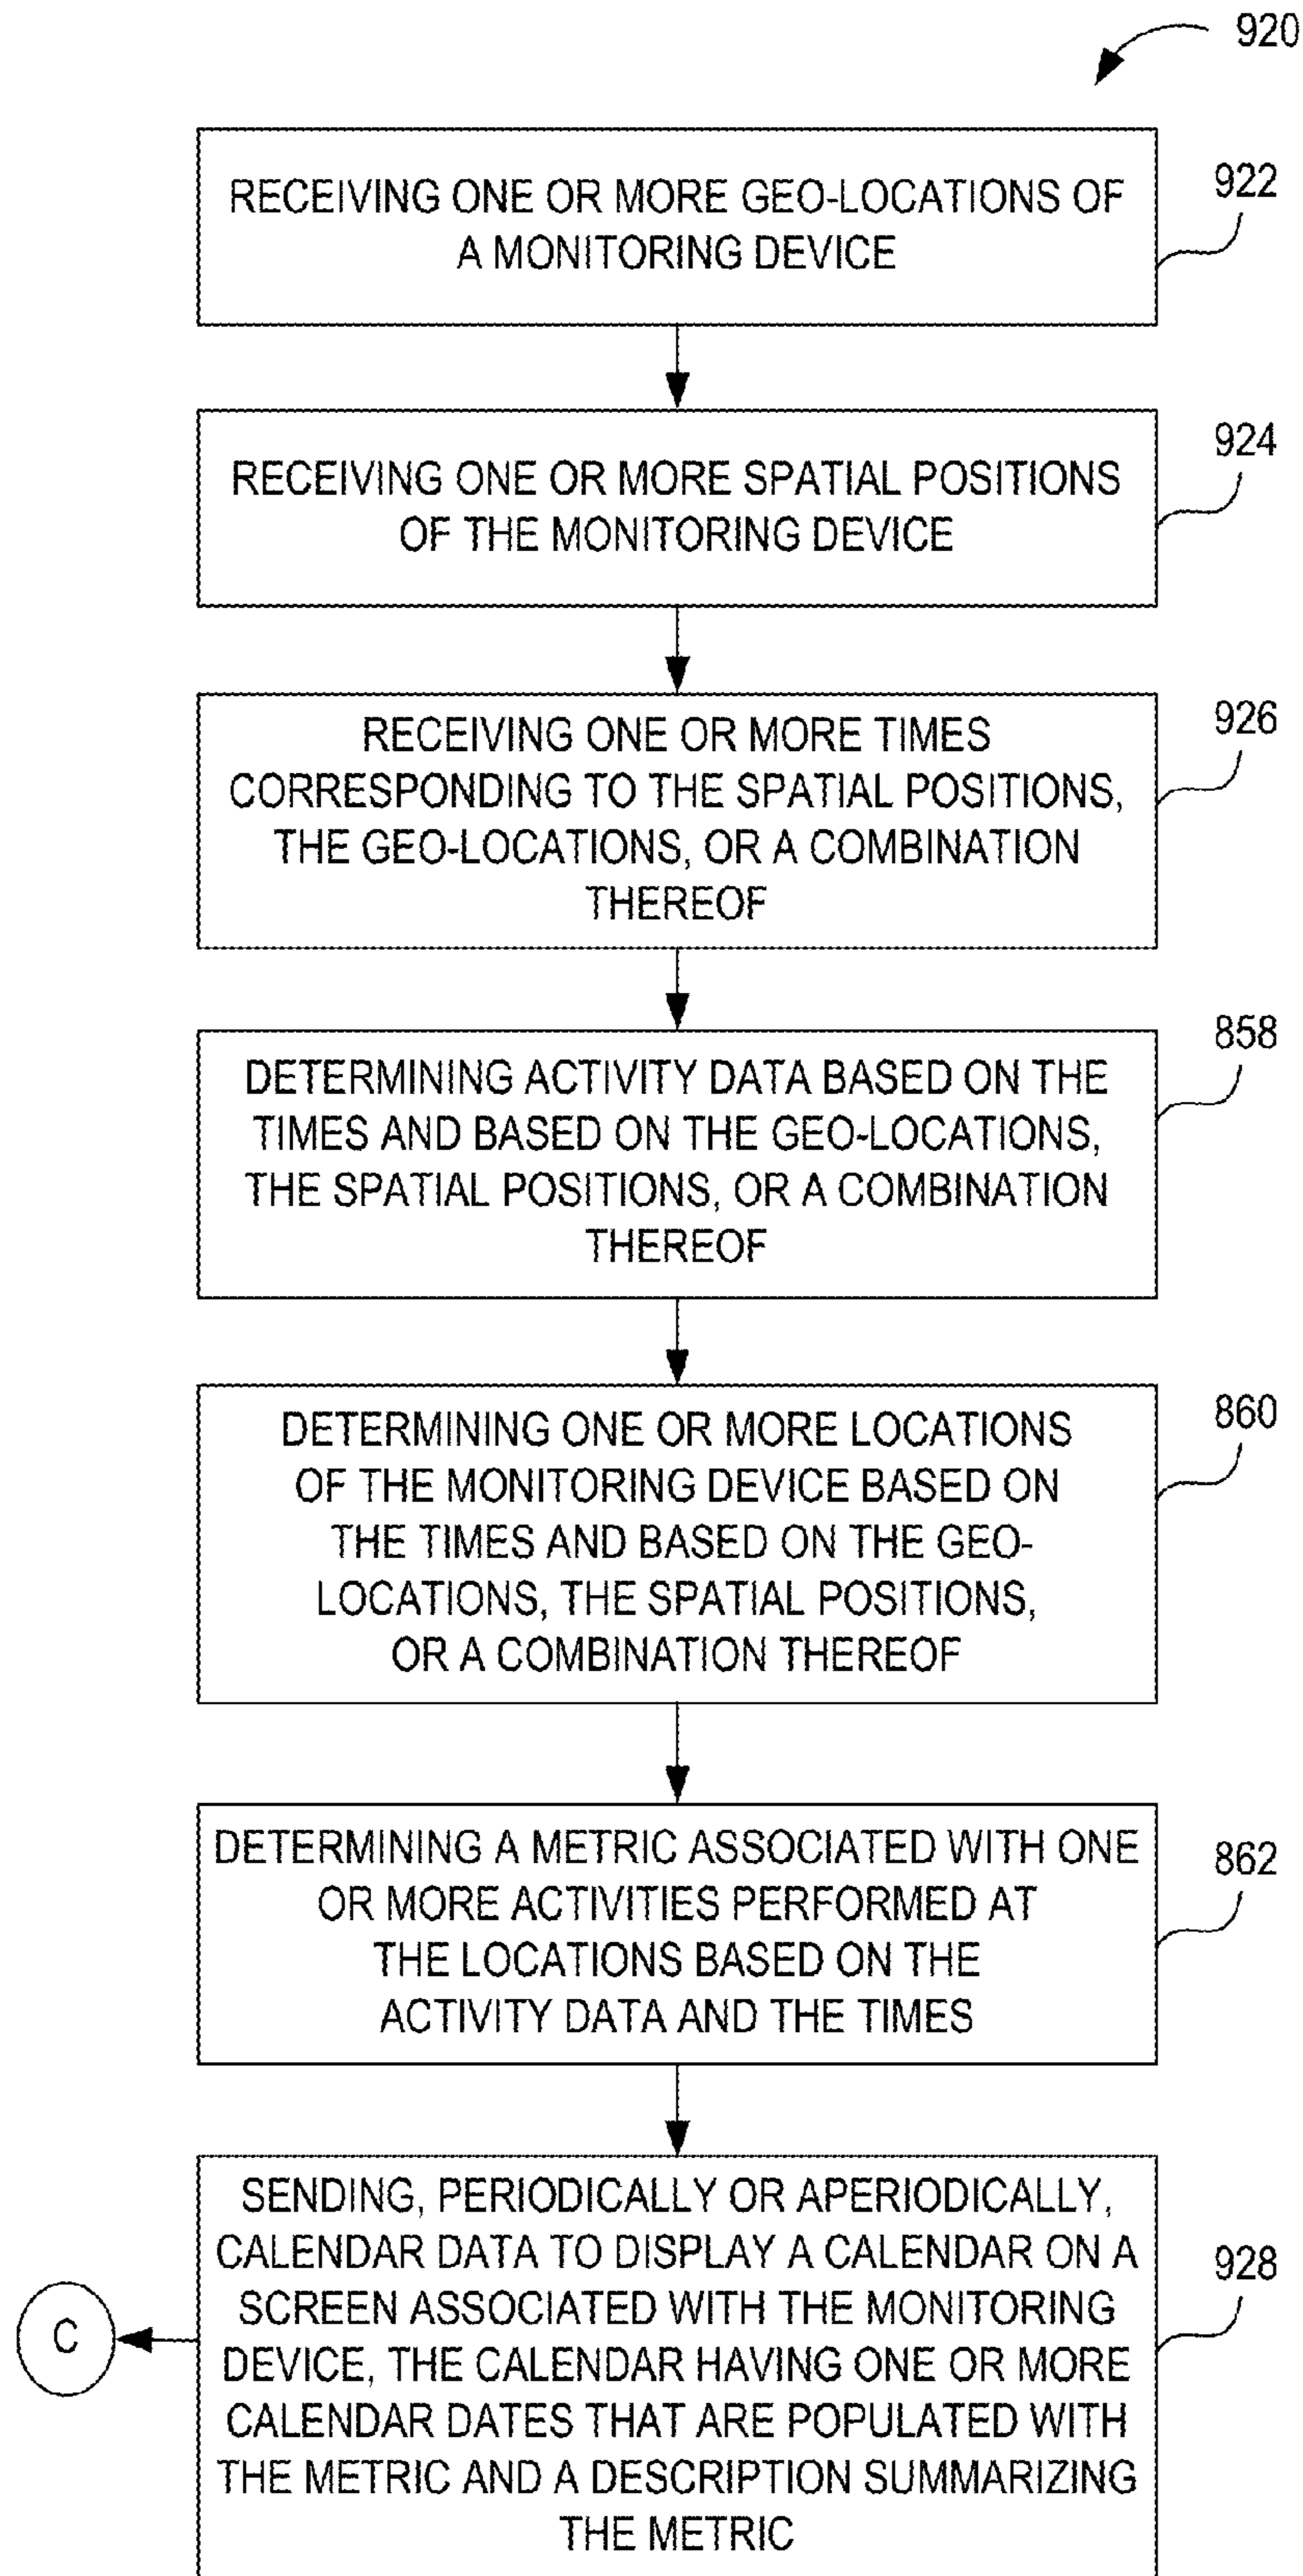 920
RECEIVING ONE OR MORE GEO-LOCATIONS OF
A MONITORING DEVICE
922
RECEIVING ONE OR MORE SPATIAL POSITIONS
OF THE MONITORING DEVICE
924
RECEIVING ONE OR MORE TIMES
CORRESPONDING TO THE SPATIAL POSITIONS,
THE GEO-LOCATIONS, OR A COMBINATION
THEREOF
926
DETERMINING ACTIVITY DATA BASED ON THE
TIMES AND BASED ON THE GEO-LOCATIONS,
THE SPATIAL POSITIONS, OR A COMBINATION
THEREOF
858
DETERMINING ONE OR MORE LOCATIONS
OF THE MONITORING DEVICE BASED ON
THE TIMES AND BASED ON THE GEO-
LOCATIONS, THE SPATIAL POSITIONS,
OR A COMBINATION THEREOF
860
DETERMINING A METRIC ASSOCIATED WITH ONE
OR MORE ACTIVITIES PERFORMED AT
THE LOCATIONS BASED ON THE
ACTIVITY DATA AND THE TIMES
862
SENDING, PERIODICALLY OR APERIODICALLY,
CALENDAR DATA TO DISPLAY A CALENDAR ON A
SCREEN ASSOCIATED WITH THE MONITORING
DEVICE, THE CALENDAR HAVING ONE OR MORE
CALENDAR DATES THAT ARE POPULATED WITH
THE METRIC AND A DESCRIPTION SUMMARIZING
THE METRIC
928
C